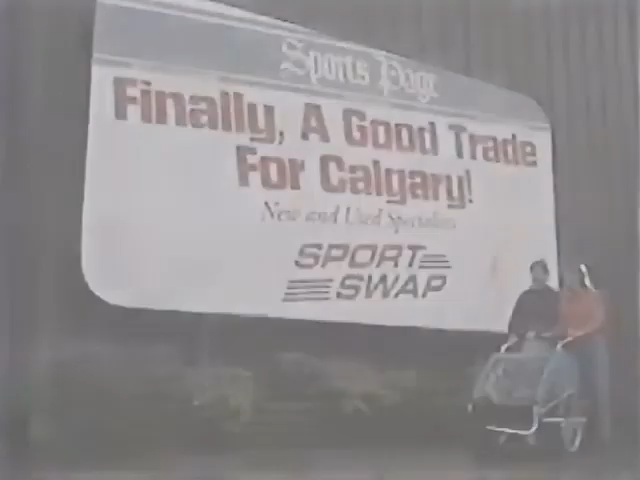 Sports Page
Finally, A Good Trade
For Calgary!
New and Used Specialists
SPORT
SWAP